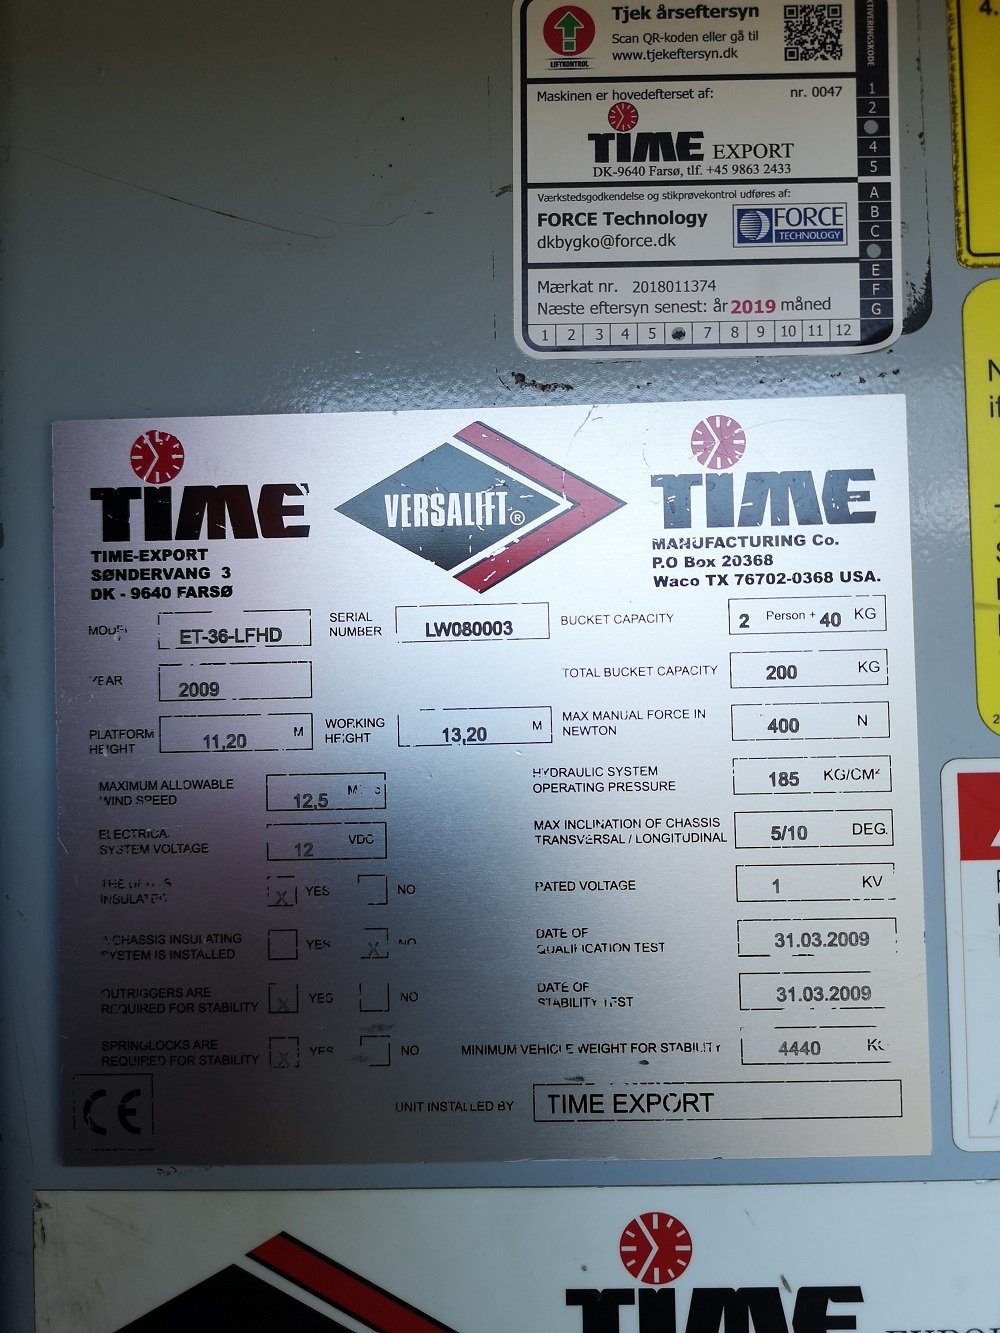 Tjek årseftersyn
Scan QR-koden eller gå til
www.tjekeftersyn.dk
LIFTKONTROL
Maskinen er hovedefterset af: nr. 0047
TIME EXPORT
DK-9640 Farsø, tlf. +45 9863 2433
Værkstedsgodkendelse og stikprøvekontrol udføres af:
FORCE Technology
dkbygko@force.dk
FORCE
TECHNOLOGY
Mærkat nr. 2018011374
Næste eftersyn senest: år 2019 måned
1 2 3 4 5 7 8 9 10 11 12
1
2
4
5
A
B
C
E
F
G
4.
TIME
TIME-EXPORT
SØNDERVANG 3
DK - 9640 FARSØ
VERSALIFT®
TIME
MANUFACTURING Co.
P.O Box 20368
Waco TX 76702-0368 USA.
MODEL ET-36-LFHD
SERIAL NUMBER LW080003
BUCKET CAPACITY 2 Person + 40 KG
YEAR 2009
TOTAL BUCKET CAPACITY 200 KG
PLATFORM HEIGHT 11,20 M
WORKING HEIGHT 13,20 M
MAX MANUAL FORCE IN NEWTON 400 N
MAXIMUM ALLOWABLE WIND SPEED 12,5
HYDRAULIC SYSTEM OPERATING PRESSURE 185 KG/CM²
ELECTRICAL SYSTEM VOLTAGE 12 VDC
MAX INCLINATION OF CHASSIS TRANSVERSAL / LONGITUDINAL 5/10 DEG.
THE INSULATED X YES NO
RATED VOLTAGE 1 KV
A CHASSIS INSULATING SYSTEM IS INSTALLED YES X NO
DATE OF QUALIFICATION TEST 31.03.2009
OUTRIGGERS ARE REQUIRED FOR STABILITY X YES NO
DATE OF STABILITY TEST 31.03.2009
SPRINGLOCKS ARE REQUIRED FOR STABILITY X YES NO
MINIMUM VEHICLE WEIGHT FOR STABILITY 4440 KG
CE
UNIT INSTALLED BY TIME EXPORT
TIME